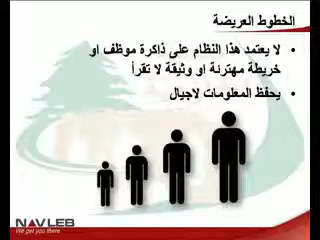 الخطوط العريضة
• لا يعتمد هذا النظام على ذاكرة موظف او
خريطة مهترئة او وثيقة لا تقرأ
• يحفظ المعلومات لاجيال
NAVLEB
We get you there